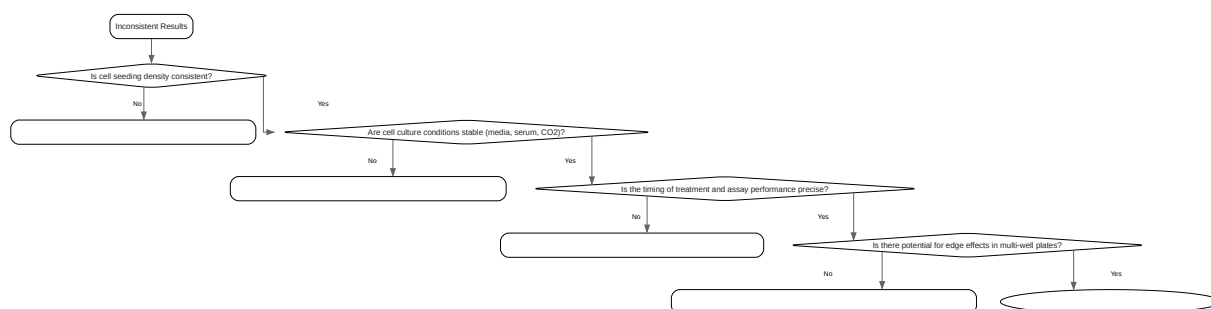 Inconsistent Results
Is cell seeding density consistent?
No
Yes
Are cell culture conditions stable (media, serum, CO2)?
No
Yes
Is the timing of treatment and assay performance precise?
No
Yes
Is there potential for edge effects in multi-well plates?
No
Yes